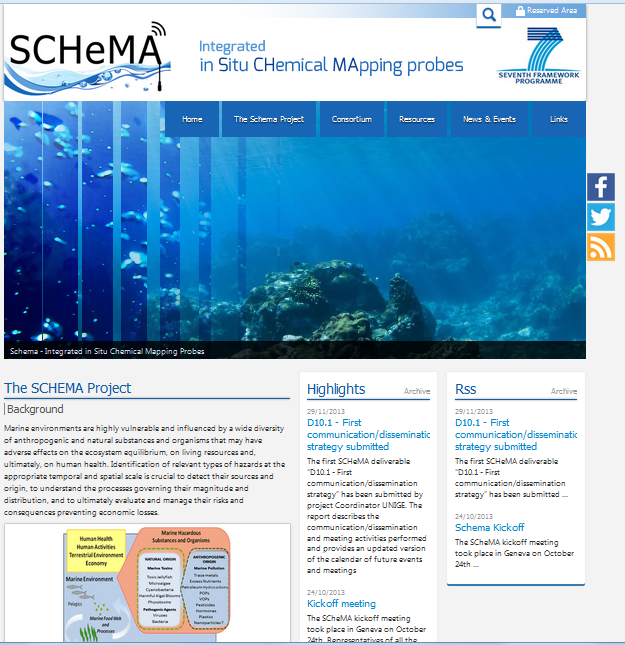 Reserved Area
SCHeMA
Integrated
in Situ CHemical MApping probes
SEVENTH FRAMEWORK
PROGRAMME
Home
The Schema Project
Consortium
Resources
News & Events
Links
Schema - Integrated in Situ Chemical Mapping Probes
The SCHEMA Project
Background
Marine environments are highly vulnerable and influenced by a wide diversity
of anthropogenic and natural substances and organisms that may have
adverse effects on the ecosystem equilibrium, on living resources and,
ultimately, on human health. Identification of relevant types of hazards at the
appropriate temporal and spatial scale is crucial to detect their sources and
origin, to understand the processes governing their magnitude and
distribution, and to ultimately evaluate and manage their risks and
consequences preventing economic losses.
Human Health
Human Activities
Terrestrial Environment
Economy
Marine Environment
Pelagics
Marine Food Web
and
Processes
Marine Hazardous
Substances and Organisms
NATURAL ORIGIN
Marine Toxins
Toxic Jellyfish
Microalgae
Cyanobacteria
Harmful Algal Blooms
Phycotoxins
Pathogenic Agents
Viruses
Bacteria
ANTHROPOGENIC
ORIGIN
Marine Pollution
Trace metals
Excess Nutrients
Petroleum Hydrocarbons
POPs
VOPs
Pesticides
Hormones
Plastics
Nanoparticles?
Highlights
Archive
29/11/2013
D10.1 - First
communication/disseminatic
strategy submitted
The first SCHeMA deliverable
"D10.1 - First
communication/dissemination
strategy" has been submitted by
project Coordinator UNIGE. The
report describes the
communication/dissemination
and meeting activities performed
and provides an updated version
of the calendar of future events
and meetings
24/10/2013
Kickoff meeting
The SCHeMA kickoff meeting
took place in Geneva on October
24th. Representatives of all the
Rss
Archive
29/11/2013
D10.1 - First
communication/disseminatic
strategy submitted
The first SCHeMA deliverable
"D10.1 - First
communication/dissemination
strategy" has been submitted ...
24/10/2013
Schema Kickoff
The SCHeMA kickoff meeting
took place in Geneva on October
24th ...